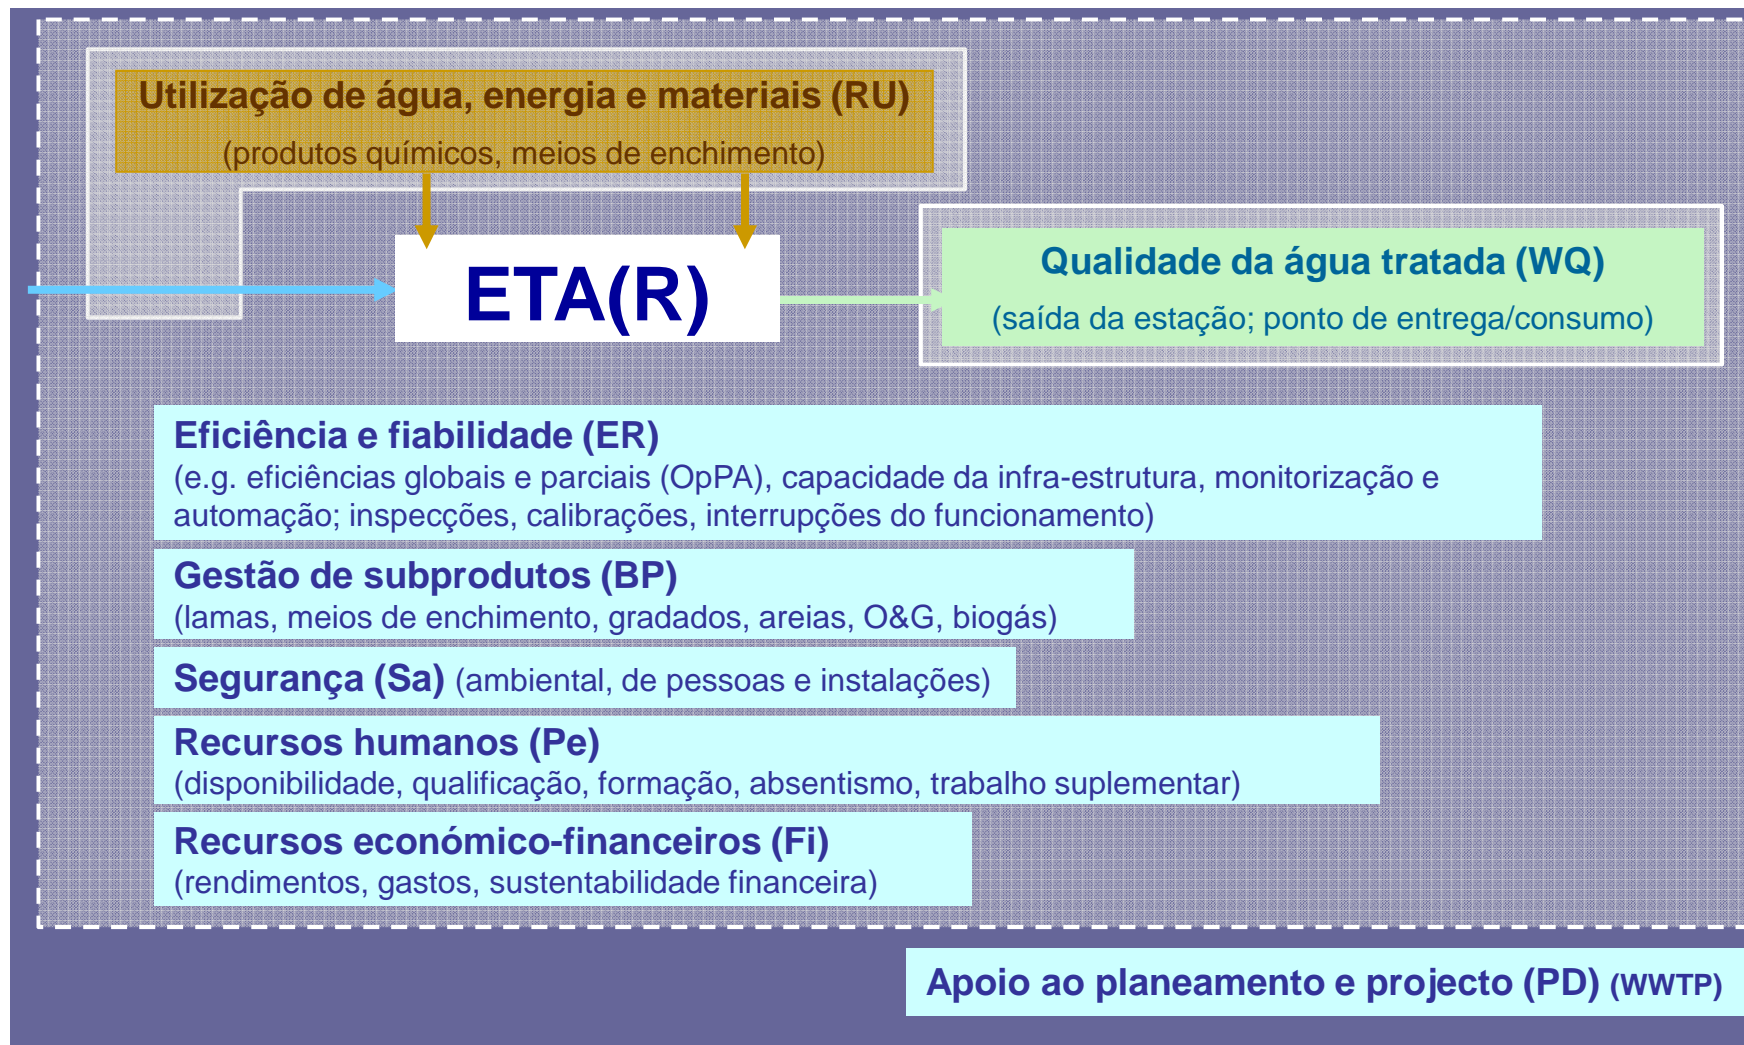 Utilização de água, energia e materiais (RU)
(produtos químicos, meios de enchimento)
ETA(R)
Qualidade da água tratada (WQ)
(saída da estação; ponto de entrega/consumo)
Eficiência e fiabilidade (ER)
(e.g. eficiências globais e parciais (OpPA), capacidade da infra-estrutura, monitorização e
automação; inspecções, calibrações, interrupções do funcionamento)
Gestão de subprodutos (BP)
(lamas, meios de enchimento, gradados, areias, O&G, biogás)
Segurança (Sa) (ambiental, de pessoas e instalações)
Recursos humanos (Pe)
(disponibilidade, qualificação, formação, absentismo, trabalho suplementar)
Recursos económico-financeiros (Fi)
(rendimentos, gastos, sustentabilidade financeira)
Apoio ao planeamento e projecto (PD) (WWTP)